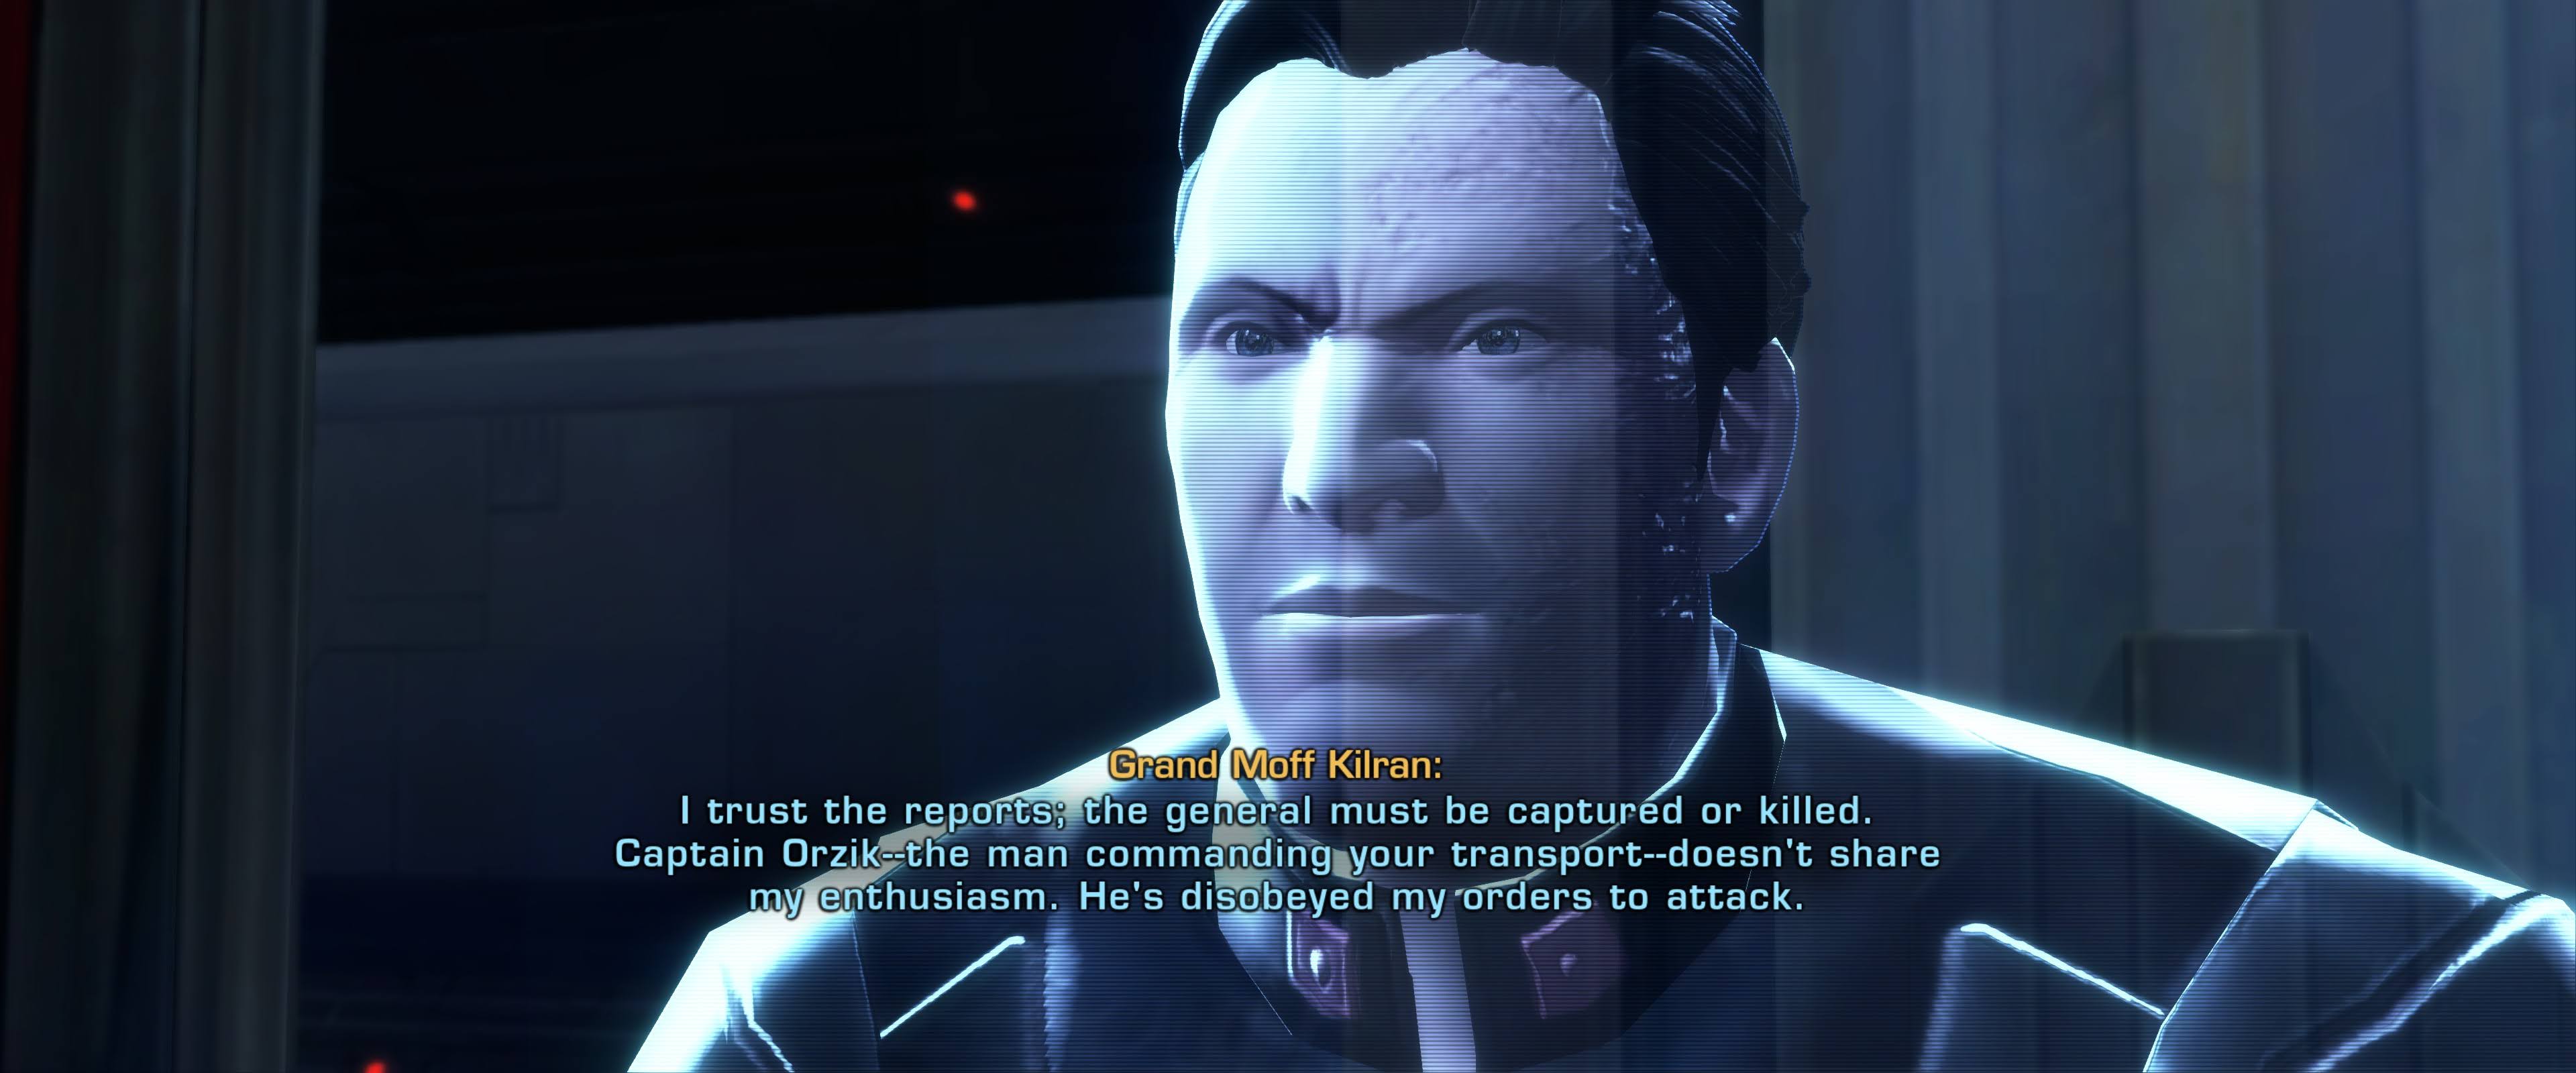 Grand Moff Kilran:
I trust the reports; the general must be captured or killed.
Captain Orzik--the man commanding your transport--doesn't share
my enthusiasm. He's disobeyed my orders to attack.